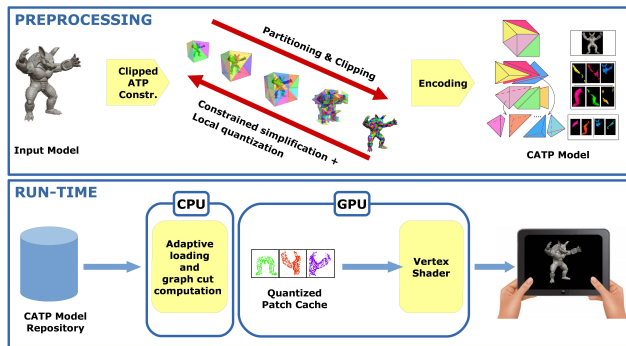 PREPROCESSING
Input Model
Clipped
ATP
Constr.
Partitioning & Clipping
Constrained simplification +
Local quantization
Encoding
CATP Model
RUN-TIME
CATP Model
Repository
CPU
Adaptive
loading
and
graph cut
computation
GPU
Quantized
Patch Cache
Vertex
Shader